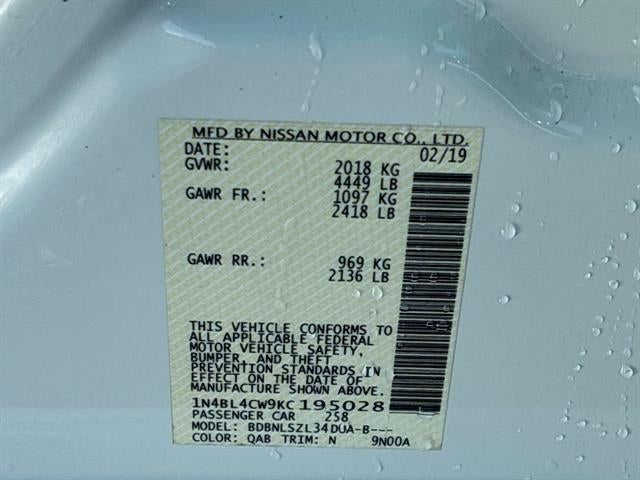 MFD BY NISSAN MOTOR CO., LTD.
DATE: 02/19
GVWR: 2018 KG
4449 LB
GAWR FR.: 1097 KG
2418 LB
GAWR RR.: 969 KG
2136 LB
THIS VEHICLE CONFORMS TO
ALL APPLICABLE FEDERAL
MOTOR VEHICLE SAFETY,
BUMPER, AND THEFT
PREVENTION STANDARDS IN
EFFECT ON THE DATE OF
MANUFACTURE SHOWN ABOVE.
1N4BL4CW9KC195028
PASSENGER CAR 258
MODEL: BDBNLSZL34DUA-B---
COLOR: QAB TRIM: N 9N00A